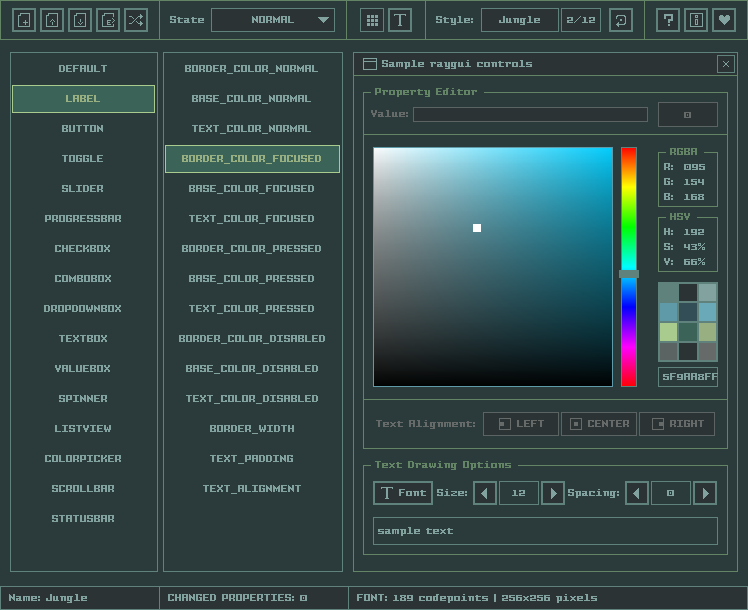 State NORMAL Style: Jungle 2/12
DEFAULT
LABEL
BUTTON
TOGGLE
SLIDER
PROGRESSBAR
CHECKBOX
COMBOBOX
DROPDOWNBOX
TEXTBOX
VALUEBOX
SPINNER
LISTVIEW
COLORPICKER
SCROLLBAR
STATUSBAR
BORDER_COLOR_NORMAL
BASE_COLOR_NORMAL
TEXT_COLOR_NORMAL
BORDER_COLOR_FOCUSED
BASE_COLOR_FOCUSED
TEXT_COLOR_FOCUSED
BORDER_COLOR_PRESSED
BASE_COLOR_PRESSED
TEXT_COLOR_PRESSED
BORDER_COLOR_DISABLED
BASE_COLOR_DISABLED
TEXT_COLOR_DISABLED
BORDER_WIDTH
TEXT_PADDING
TEXT_ALIGNMENT
Sample raygui controls
Property Editor
Value: 0
RGBA
R: 095
G: 154
B: 168
HSV
H: 192
S: 43%
V: 66%
5F9AA8FF
Text Alignment: LEFT CENTER RIGHT
Text Drawing Options
Font Size: 12 Spacing: 0
sample text
Name: Jungle CHANGED PROPERTIES: 0 FONT: 189 codepoints | 256x256 pixels